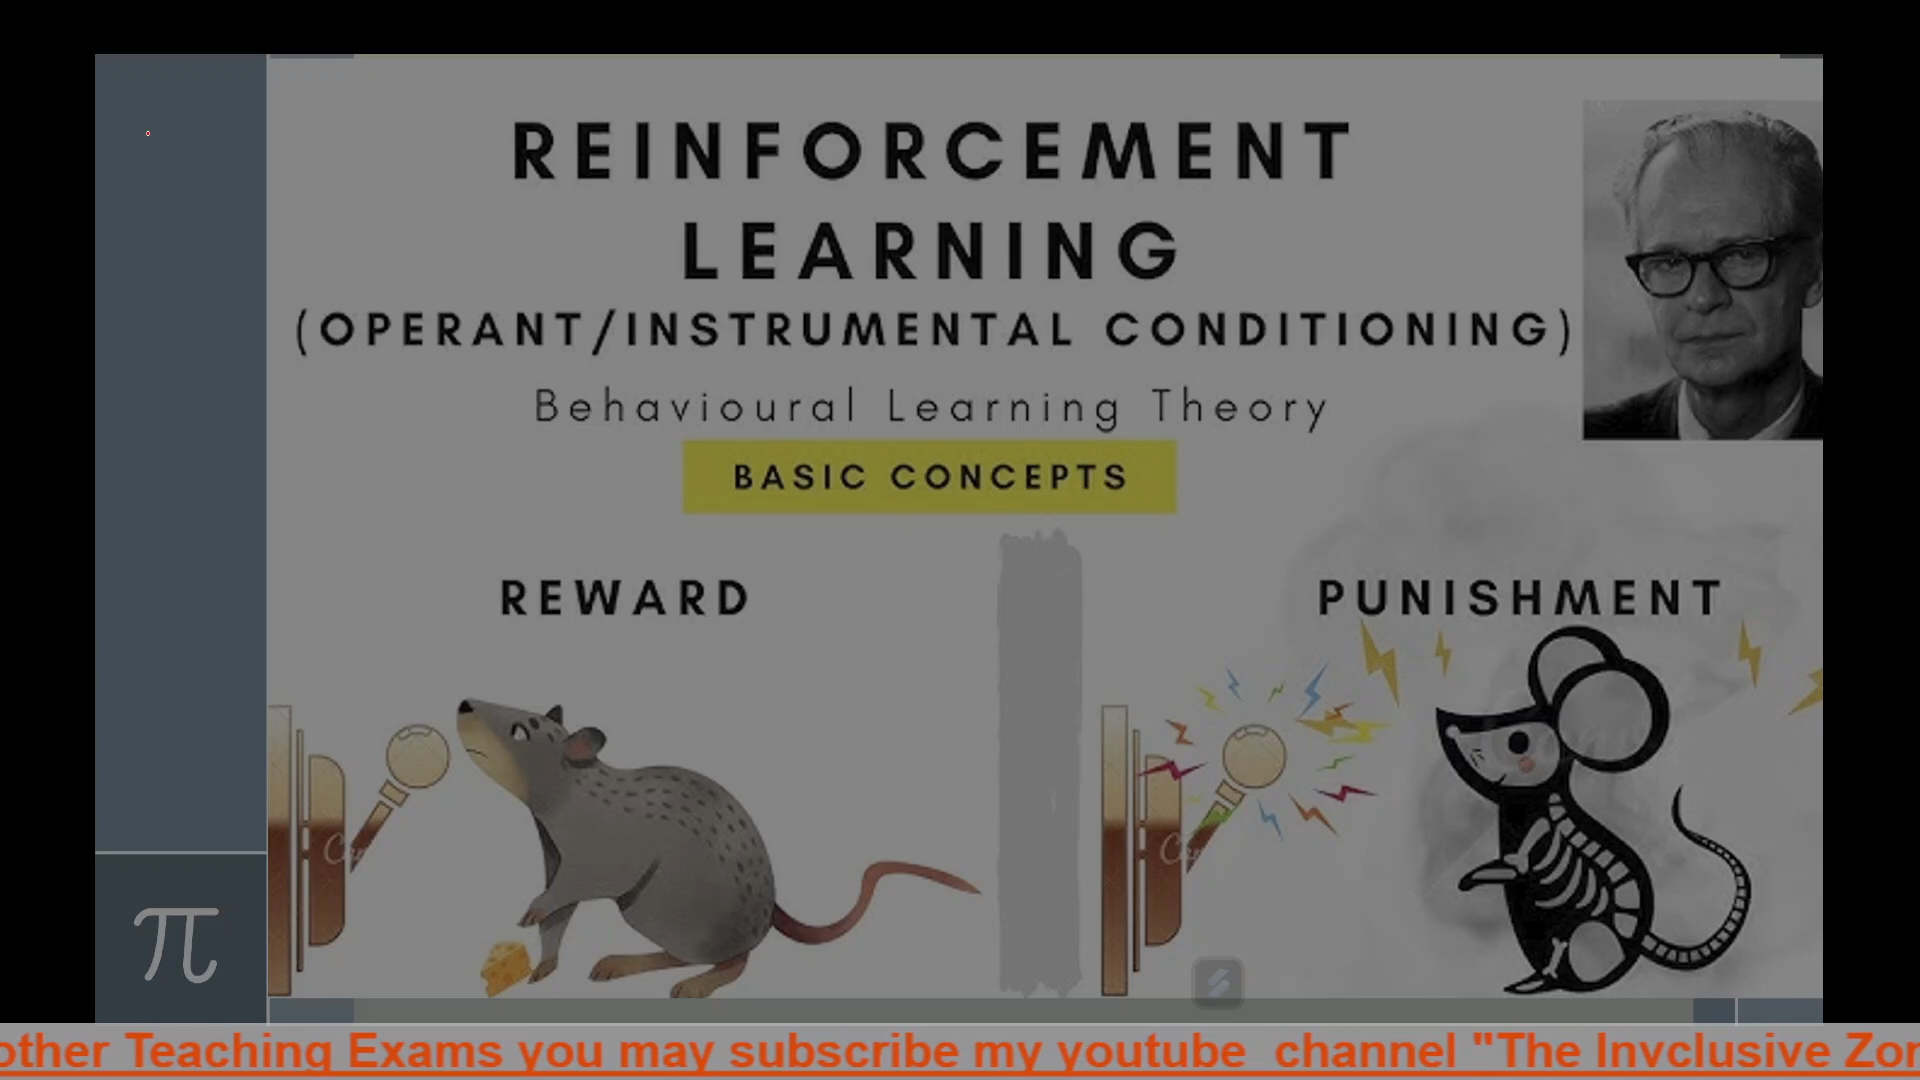 REINFORCEMENT
LEARNING
(OPERANT/INSTRUMENTAL CONDITIONING)
Behavioural Learning Theory
BASIC CONCEPTS
REWARD
PUNISHMENT
π
other Teaching Exams you may subscribe my youtube channel "The Invclusive Zon